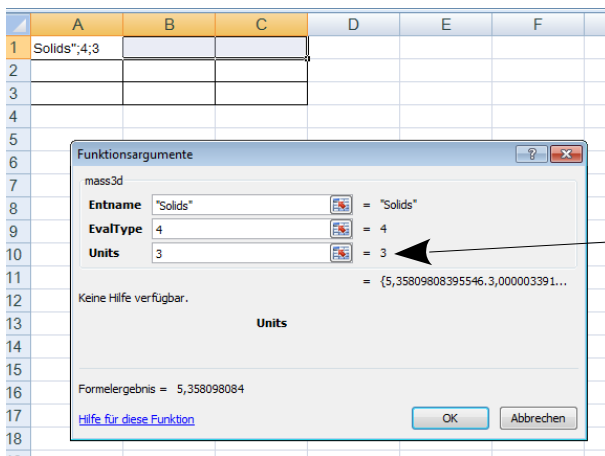 A B C D E F
1 Solids";4;3
2
3
4
5
6
7
8
9
10
11
12
13
14
15
16
17
18
Funktionsargumente
mass3d
Entname "Solids" = "Solids"
EvalType 4 = 4
Units 3 = 3
= {5,35809808395546.3,000003391...
Keine Hilfe verfügbar.
Units
Formelergebnis = 5,358098084
Hilfe für diese Funktion OK Abbrechen